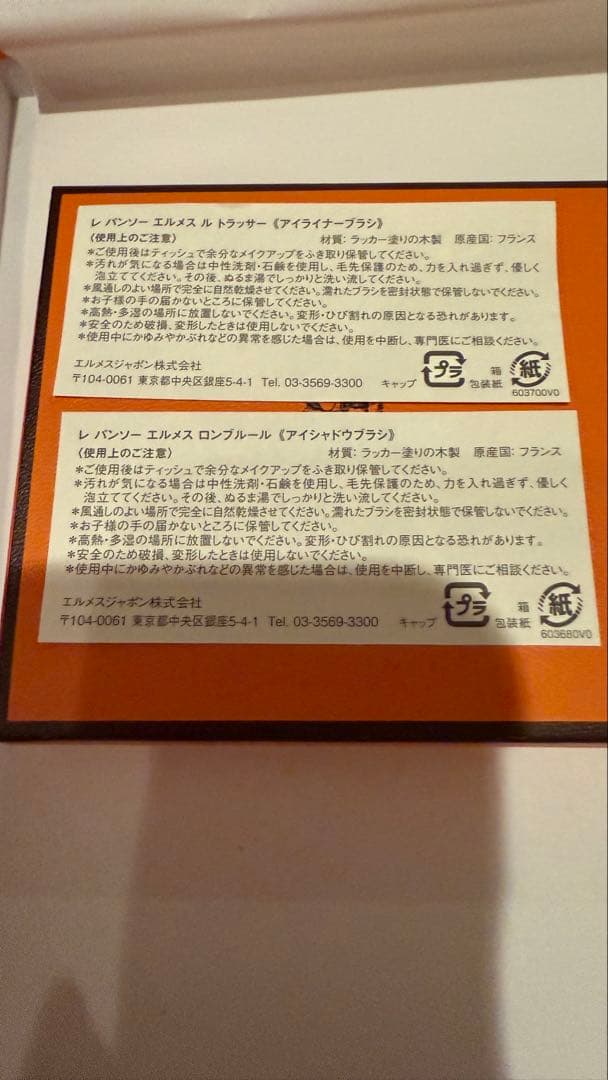 レ パンソー エルメス ル トラッサー《アイライナーブラシ》
〈使用上のご注意〉 材質: ラッカー塗りの木製 原産国: フランス
＊ご使用後はティッシュで余分なメイクアップをふき取り保管してください。
＊汚れが気になる場合は中性洗剤・石鹸を使用し、毛先保護のため、力を入れ過ぎず、優しく
泡立ててください。その後、ぬるま湯でしっかりと洗い流してください。
＊風通しのよい場所で完全に自然乾燥させてください。濡れたブラシを密封状態で保管しないでください。
＊お子様の手の届かないところに保管してください。
＊高熱・多湿の場所に放置しないでください。変形・ひび割れの原因となる恐れがあります。
＊安全のため破損、変形したときは使用しないでください。
＊使用中にかゆみやかぶれなどの異常を感じた場合は、使用を中断し、専門医にご相談ください。
エルメスジャポン株式会社
〒104-0061 東京都中央区銀座5-4-1 Tel. 03-3569-3300
キャップ プラ 箱 包装紙 紙
603700V0
レ パンソー エルメス ロンブルール《アイシャドウブラシ》
〈使用上のご注意〉 材質: ラッカー塗りの木製 原産国: フランス
＊ご使用後はティッシュで余分なメイクアップをふき取り保管してください。
＊汚れが気になる場合は中性洗剤・石鹸を使用し、毛先保護のため、力を入れ過ぎず、優しく
泡立ててください。その後、ぬるま湯でしっかりと洗い流してください。
＊風通しのよい場所で完全に自然乾燥させてください。濡れたブラシを密封状態で保管しないでください。
＊お子様の手の届かないところに保管してください。
＊高熱・多湿の場所に放置しないでください。変形・ひび割れの原因となる恐れがあります。
＊安全のため破損、変形したときは使用しないでください。
＊使用中にかゆみやかぶれなどの異常を感じた場合は、使用を中断し、専門医にご相談ください。
エルメスジャポン株式会社
〒104-0061 東京都中央区銀座5-4-1 Tel. 03-3569-3300
キャップ プラ 箱 包装紙 紙
603680V0